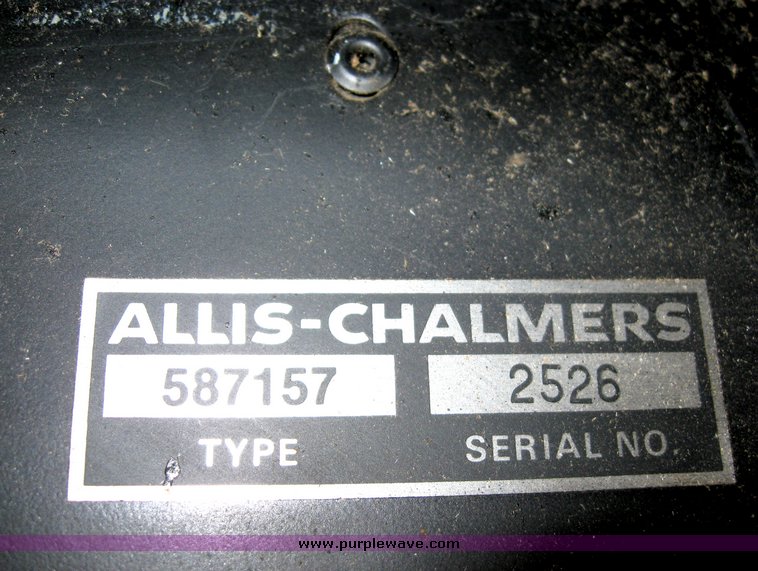 ALLIS-CHALMERS
587157 2526
TYPE SERIAL NO.
www.purplewave.com